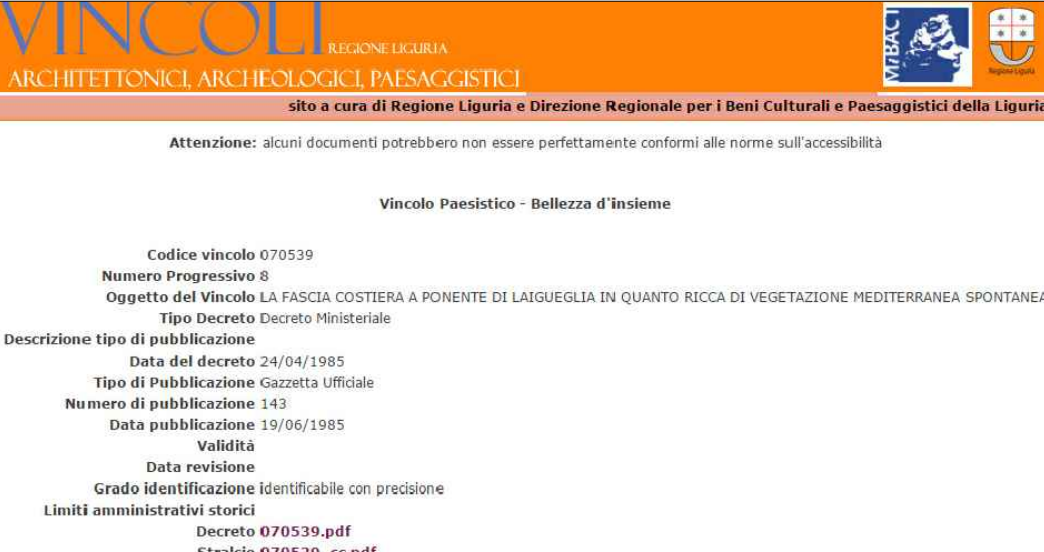 VINCOLI REGIONE LIGURIA
MiBACT
Regione Liguria
ARCHITETTONICI, ARCHEOLOGICI, PAESAGGISTICI
sito a cura di Regione Liguria e Direzione Regionale per i Beni Culturali e Paesaggistici della Liguria
Attenzione: alcuni documenti potrebbero non essere perfettamente conformi alle norme sull'accessibilità
Vincolo Paesistico - Bellezza d'insieme
Codice vincolo 070539
Numero Progressivo 8
Oggetto del Vincolo LA FASCIA COSTIERA A PONENTE DI LAIGUEGLIA IN QUANTO RICCA DI VEGETAZIONE MEDITERRANEA SPONTANEA
Tipo Decreto Decreto Ministeriale
Descrizione tipo di pubblicazione
Data del decreto 24/04/1985
Tipo di Pubblicazione Gazzetta Ufficiale
Numero di pubblicazione 143
Data pubblicazione 19/06/1985
Validità
Data revisione
Grado identificazione identificabile con precisione
Limiti amministrativi storici
Decreto 070539.pdf
Stralcio 070539_cc.pdf